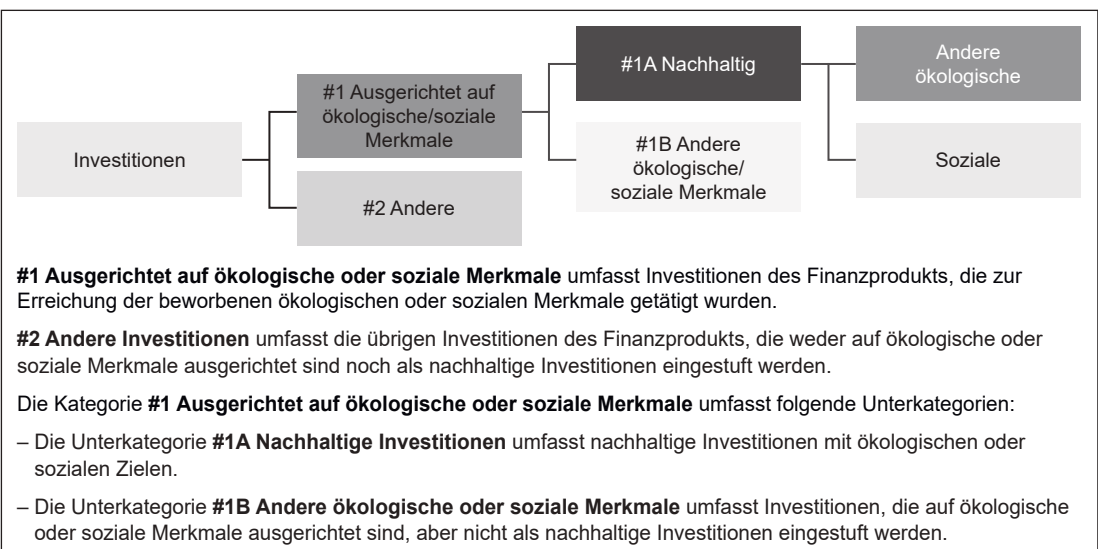 Investitionen
#1 Ausgerichtet auf
ökologische/soziale
Merkmale
#2 Andere
#1A Nachhaltig
#1B Andere
ökologische/
soziale Merkmale
Andere
ökologische
Soziale
#1 Ausgerichtet auf ökologische oder soziale Merkmale umfasst Investitionen des Finanzprodukts, die zur
Erreichung der beworbenen ökologischen oder sozialen Merkmale getätigt wurden.
#2 Andere Investitionen umfasst die übrigen Investitionen des Finanzprodukts, die weder auf ökologische oder
soziale Merkmale ausgerichtet sind noch als nachhaltige Investitionen eingestuft werden.
Die Kategorie #1 Ausgerichtet auf ökologische oder soziale Merkmale umfasst folgende Unterkategorien:
– Die Unterkategorie #1A Nachhaltige Investitionen umfasst nachhaltige Investitionen mit ökologischen oder
sozialen Zielen.
– Die Unterkategorie #1B Andere ökologische oder soziale Merkmale umfasst Investitionen, die auf ökologische
oder soziale Merkmale ausgerichtet sind, aber nicht als nachhaltige Investitionen eingestuft werden.